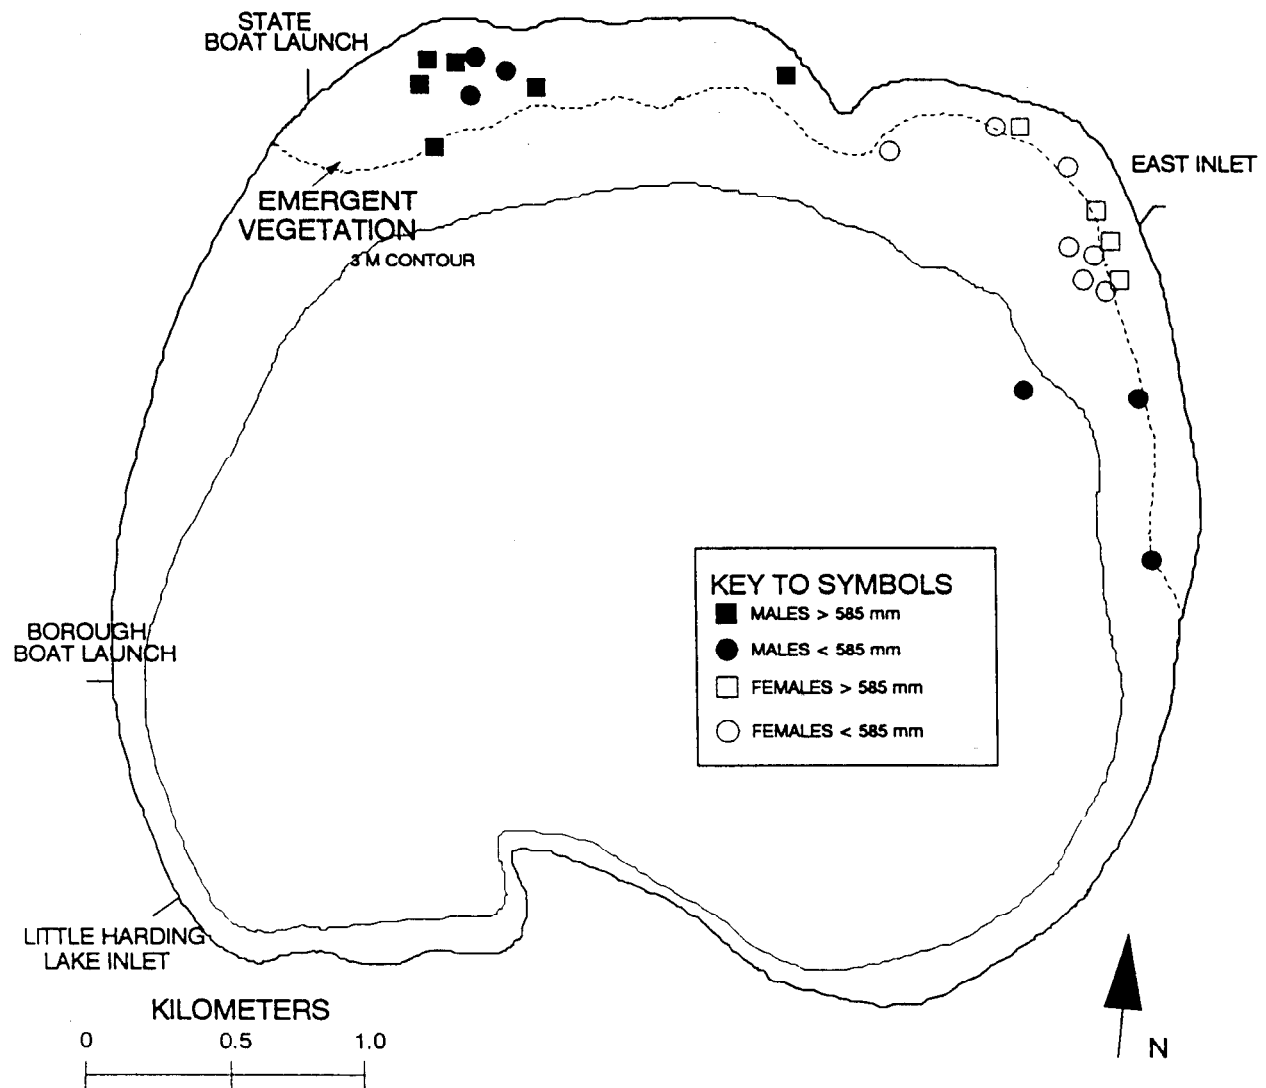 STATE
BOAT LAUNCH
EAST INLET
EMERGENT
VEGETATION
3 M CONTOUR
KEY TO SYMBOLS
MALES > 585 mm
MALES < 585 mm
FEMALES > 585 mm
FEMALES < 585 mm
BOROUGH
BOAT LAUNCH
LITTLE HARDING
LAKE INLET
KILOMETERS
0 0.5 1.0
N